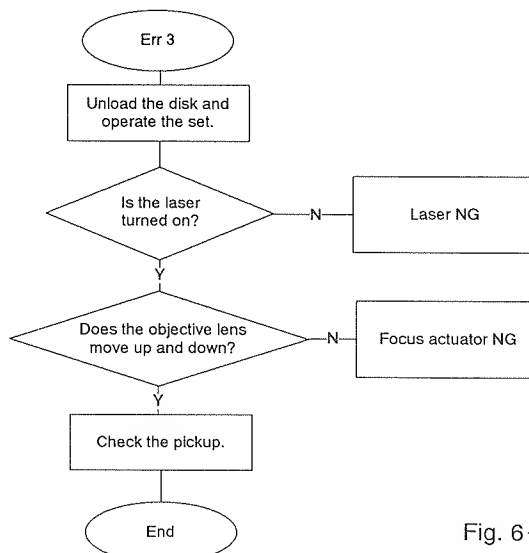 Err 3
Unload the disk and
operate the set.
Is the laser
turned on?
N
Laser NG
Y
Does the objective lens
move up and down?
N
Focus actuator NG
Y
Check the pickup.
End
Fig. 6-